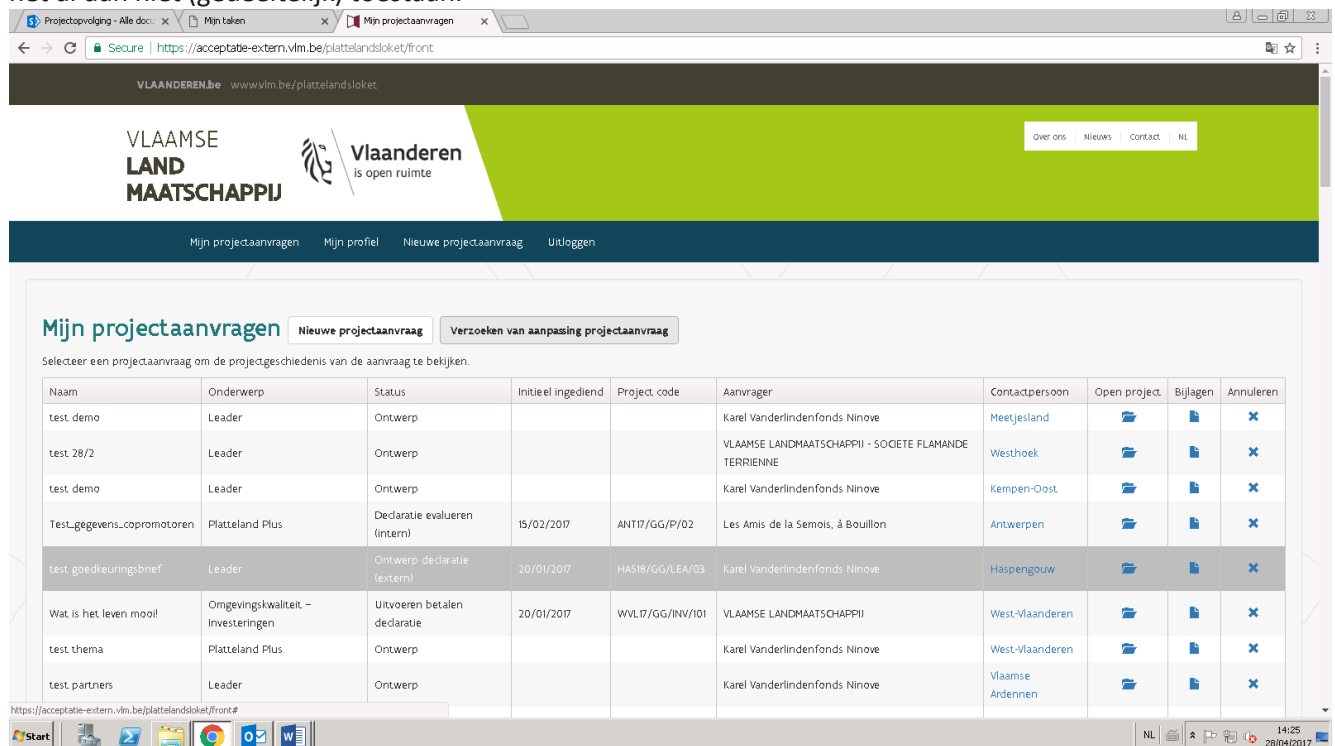 het al dan niet (gedeeltelijk) toestaan.
Projectopvolging - Alle docu
Mijn taken
Mijn projectaanvragen
Secure | https://acceptatie-extern.vlm.be/plattelandsloket/front
VLAANDEREN.be www.vlm.be/plattelandsloket
VLAAMSE
LAND
MAATSCHAPPIJ
Vlaanderen
is open ruimte
Over ons Nieuws Contact NL
Mijn projectaanvragen Mijn profiel Nieuwe projectaanvraag Uitloggen
Mijn projectaanvragen Nieuwe projectaanvraag Verzoeken van aanpassing projectaanvraag
Selecteer een projectaanvraag om de projectgeschiedenis van de aanvraag te bekijken.
Naam Onderwerp Status Initieel ingediend Project code Aanvrager Contactpersoon Open project Bijlagen Annuleren
test demo Leader Ontwerp Karel Vanderlindenfonds Ninove Meetjesland
test 28/2 Leader Ontwerp VLAAMSE LANDMAATSCHAPPIJ - SOCIETE FLAMANDE TERRIENNE Westhoek
test demo Leader Ontwerp Karel Vanderlindenfonds Ninove Kempen-Oost
Test_gegevens_copromotoren Platteland Plus Declaratie evalueren (intern) 15/02/2017 ANT17/GG/P/02 Les Amis de la Semois, à Bouillon Antwerpen
test goedkeuringsbrief Leader Ontwerp declaratie (extern) 20/01/2017 HAS18/GG/LEA/03 Karel Vanderlindenfonds Ninove Haspengouw
Wat is het leven mooi! Omgevingskwaliteit – Investeringen Uitvoeren betalen declaratie 20/01/2017 WVL17/GG/INV/101 VLAAMSE LANDMAATSCHAPPIJ West-Vlaanderen
test thema Platteland Plus Ontwerp Karel Vanderlindenfonds Ninove West-Vlaanderen
test partners Leader Ontwerp Karel Vanderlindenfonds Ninove Vlaamse Ardennen
https://acceptatie-extern.vlm.be/plattelandsloket/front#
Start
NL
14:25
28/04/2017